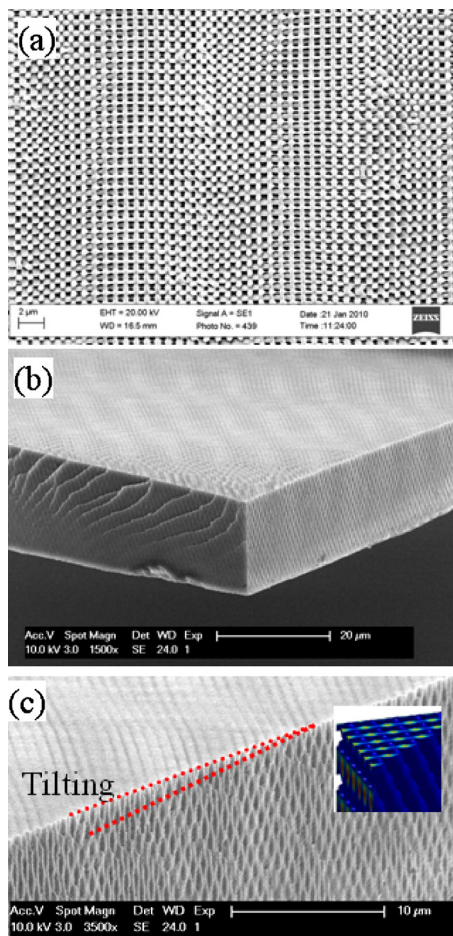 (a)
2 µm EHT = 20.00 kV Signal A = SE1 Date :21 Jan 2010
WD = 16.5 mm Photo No. = 439 Time :11:24:00 ZEISS
(b)
Acc.V Spot Magn Det WD Exp 20 µm
10.0 kV 3.0 1500x SE 24.0 1
(c)
Tilting
Acc.V Spot Magn Det WD Exp 10 µm
10.0 kV 3.0 3500x SE 24.0 1